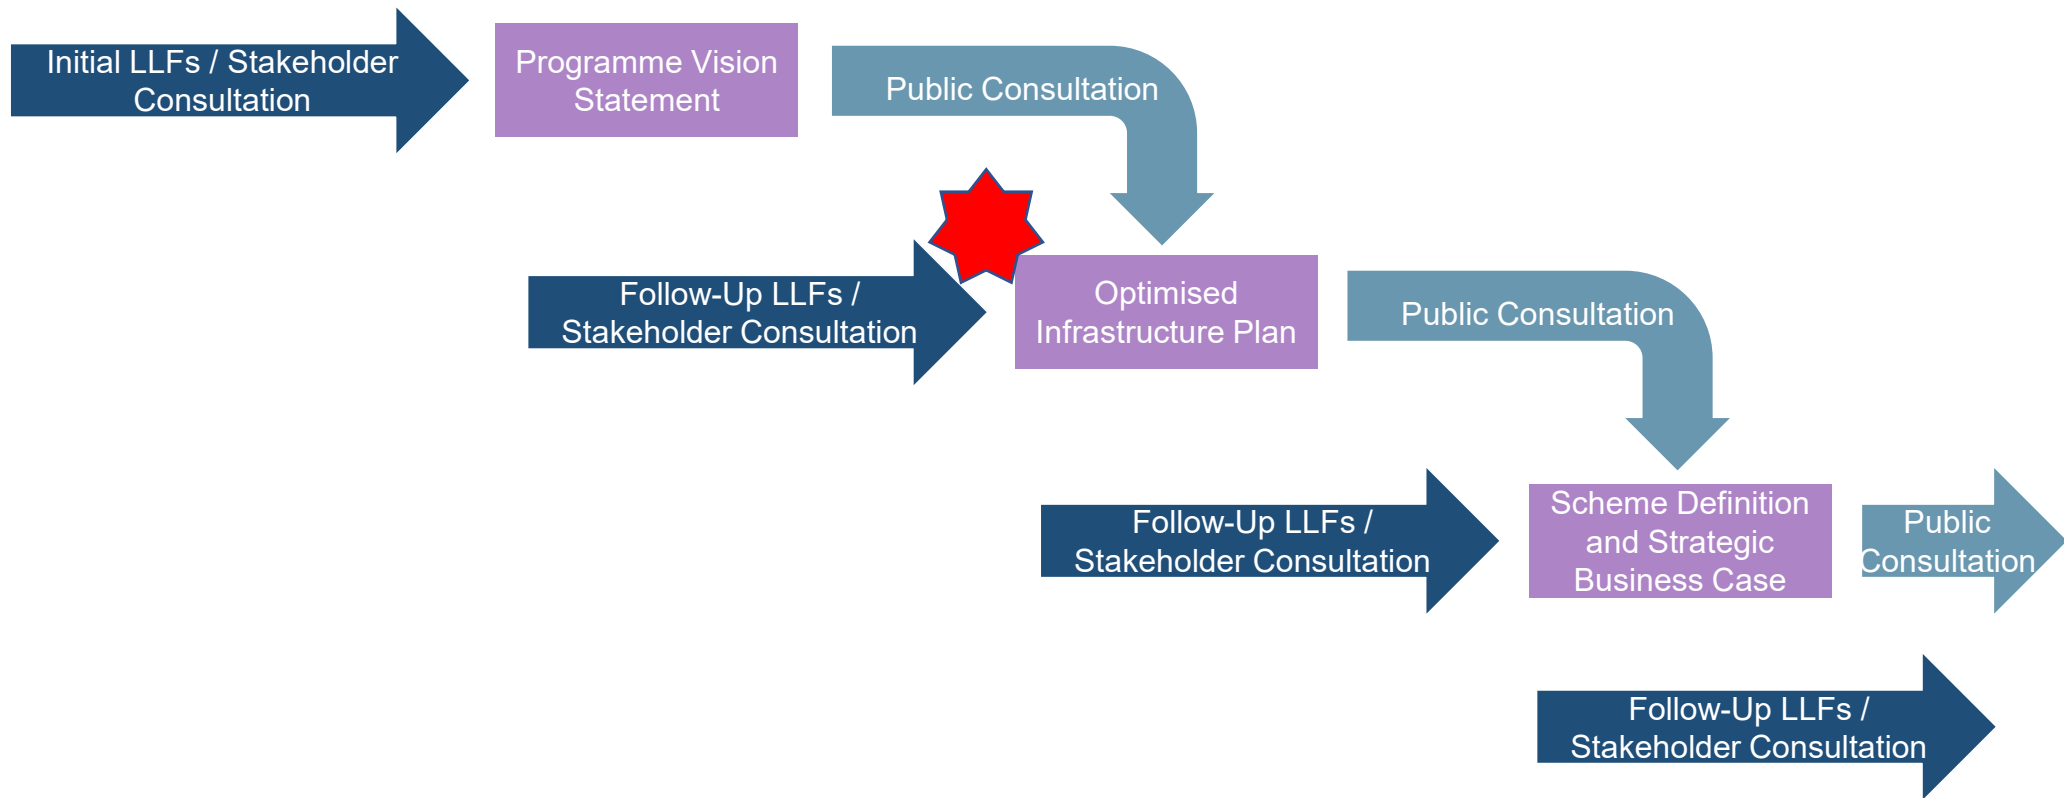 Initial LLFs / Stakeholder
Consultation
Programme Vision
Statement
Public Consultation
Follow-Up LLFs /
Stakeholder Consultation
Optimised
Infrastructure Plan
Public Consultation
Follow-Up LLFs /
Stakeholder Consultation
Scheme Definition
and Strategic
Business Case
Public
Consultation
Follow-Up LLFs /
Stakeholder Consultation